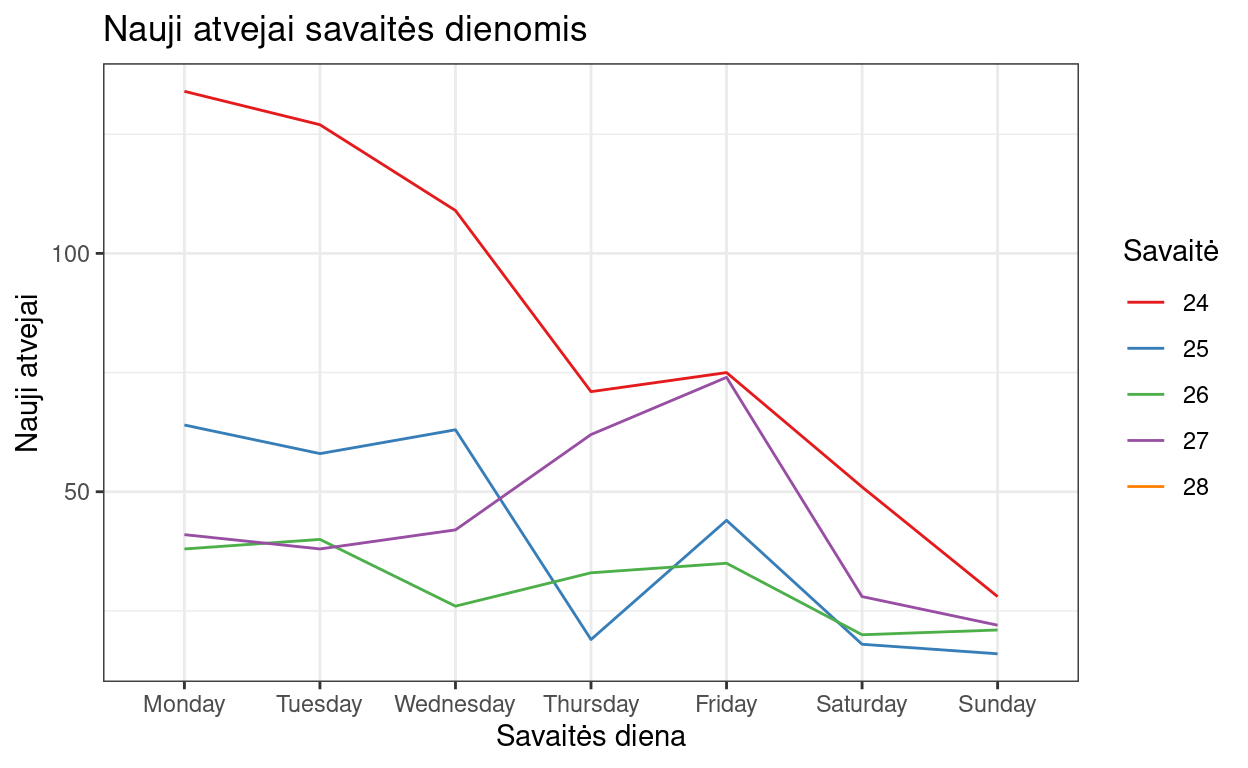 Nauji atvejai savaitės dienomis
Nauji atvejai
100
50
Monday Tuesday Wednesday Thursday Friday Saturday Sunday
Savaitės diena
Savaitė
24
25
26
27
28